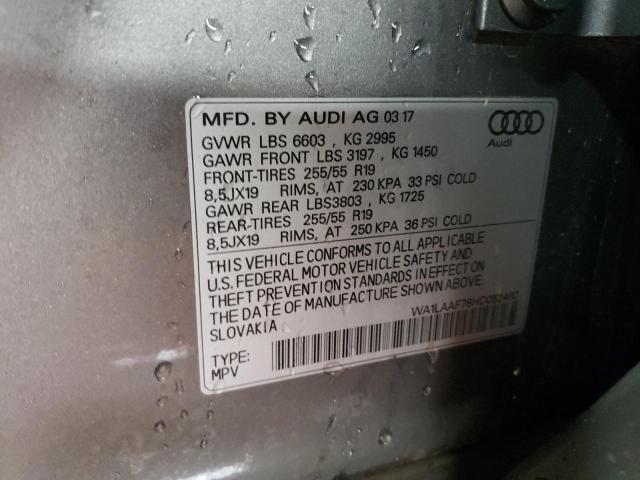 MFD. BY AUDI AG 03 17
Audi
GVWR LBS 6603 , KG 2995
GAWR FRONT LBS 3197 , KG 1450
FRONT-TIRES 255/55 R19
8,5JX19 RIMS, AT 230 KPA 33 PSI COLD
GAWR REAR LBS3803 , KG 1725
REAR-TIRES 255/55 R19
8,5JX19 RIMS, AT 250 KPA 36 PSI COLD
THIS VEHICLE CONFORMS TO ALL APPLICABLE
U.S. FEDERAL MOTOR VEHICLE SAFETY AND
THEFT PREVENTION STANDARDS IN EFFECT ON
THE DATE OF MANUFACTURE SHOWN ABOVE
SLOVAKIA
TYPE:
MPV